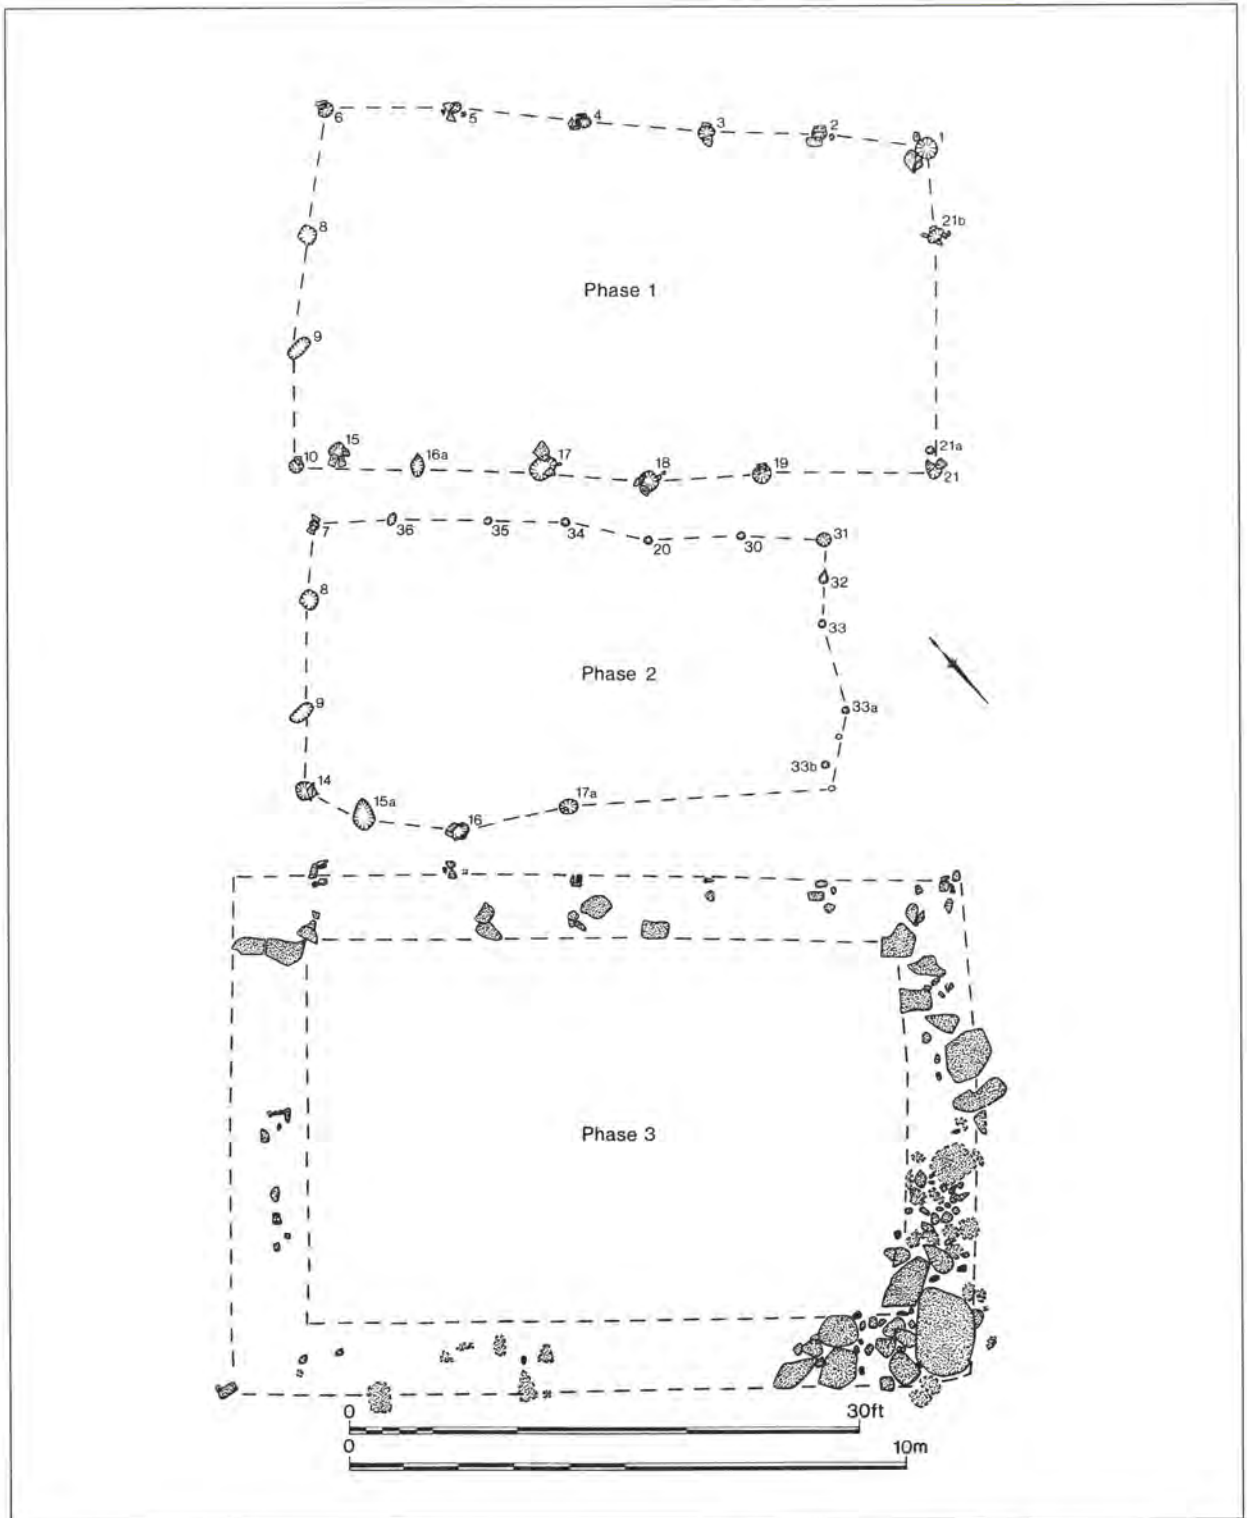 6 5 4 3 2 1
8 21b
Phase 1
9
10 15 16a 17 18 19 21a
21
7 36 35 34 20 30 31
8 32
33
Phase 2
9 33a
14 15a 16 17a 33b
Phase 3
0 30ft
0 10m